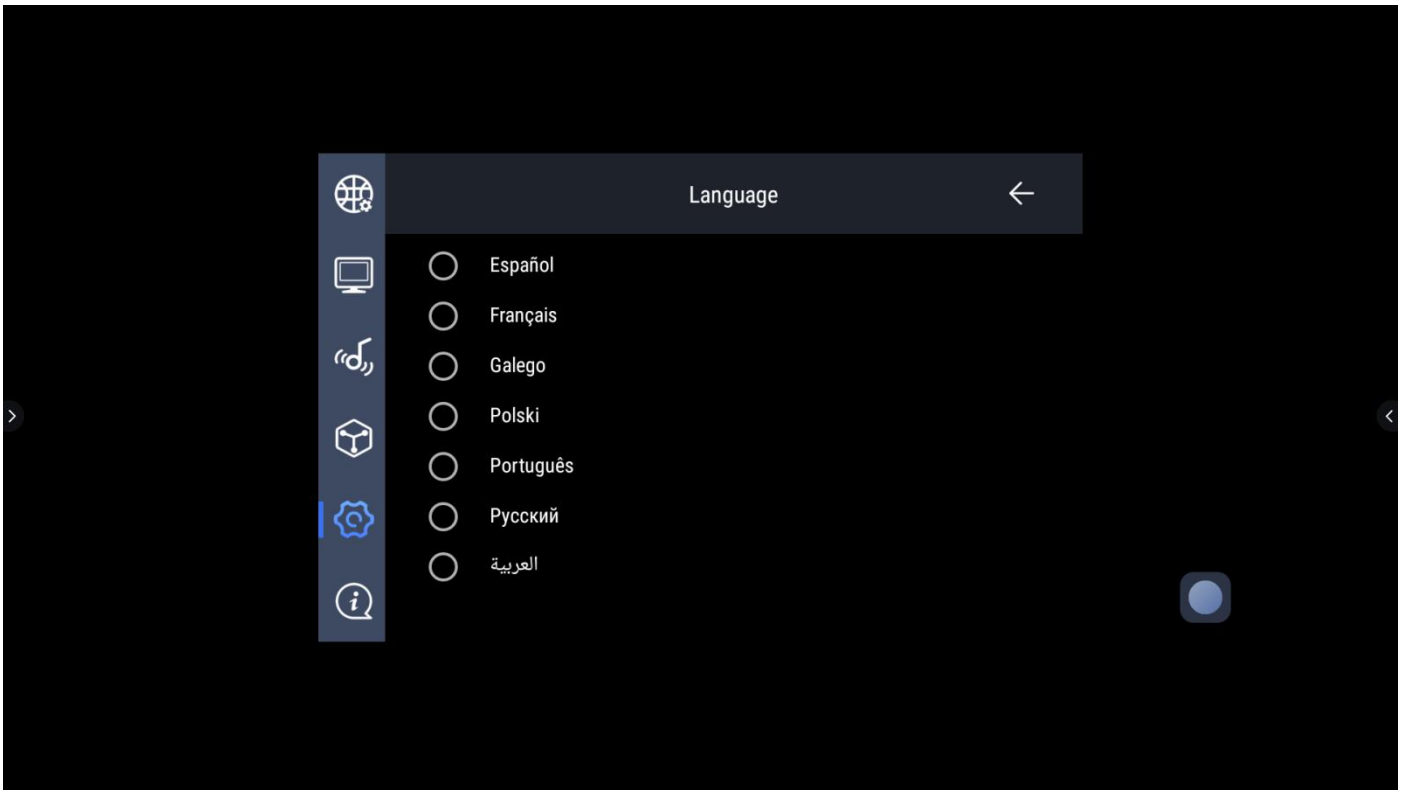 Language
Español
Français
Galego
Polski
Português
Русский
العربية